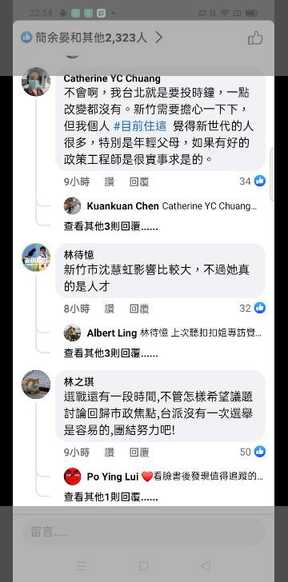 22:54
簡余晏和其他2,323人
Catherine YC Chuang
不會啊，我台北就是要投時鐘，一點
改變都沒有。新竹需要擔心一下下，
但我個人 #目前住這 覺得新世代的人
很多，特別是年輕父母，如果有好的
政策工程師是很實事求是的。
9小時 讚 回覆 34
Kuankuan Chen Catherine YC Chuang...
查看其他3則回覆......
林待憶
新竹市沈慧虹影響比較大，不過她真
的是人才
8小時 讚 回覆 32
Albert Ling 林待憶 上次聽扣扣姐專訪覺...
查看其他3則回覆......
林之琪
選戰還有一段時間,不管怎樣希望議題
討論回歸市政焦點,台派沒有一次選舉
是容易的,團結努力吧!
9小時 讚 回覆 50
Po Ying Lui ❤️看臉書後發現值得追蹤的...
查看其他1則回覆......
留言......